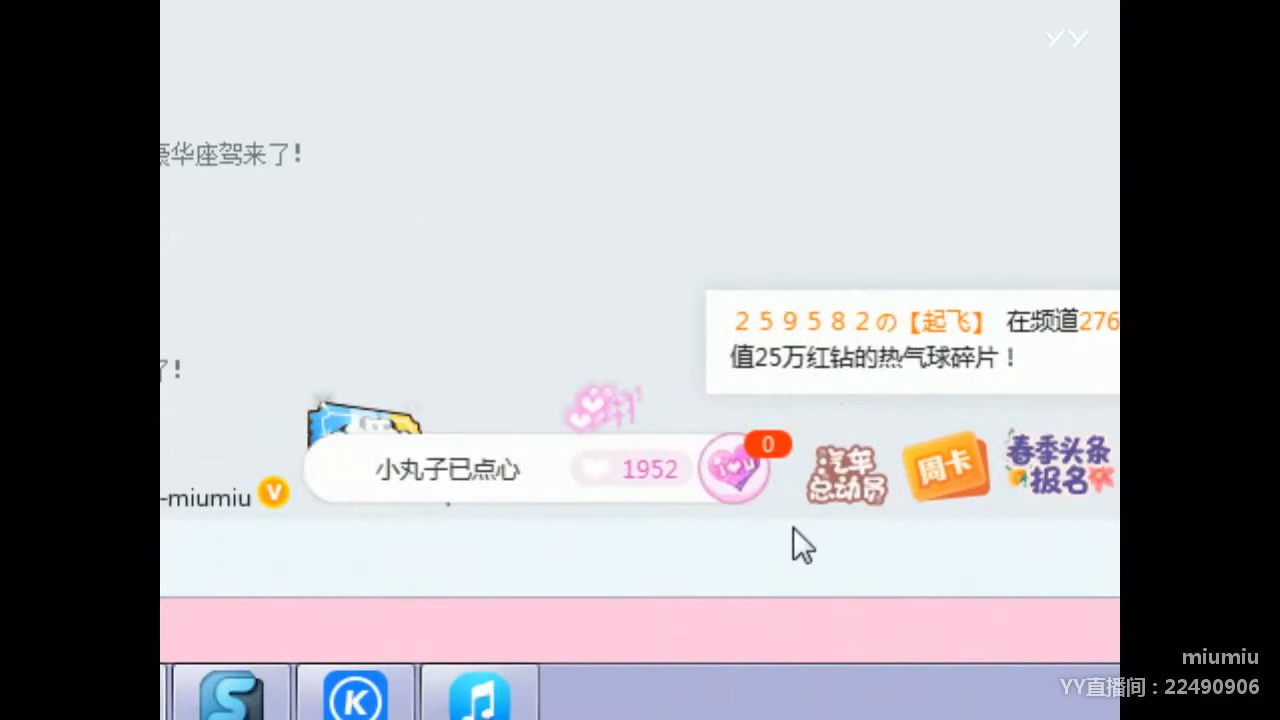 YY
豪华座驾来了!
了!
259582の【起飞】 在频道276
值25万红钻的热气球碎片!
0
小丸子已点心 1952
I U
汽车
总动员
周卡
春季头条
报名
-miumiu V
S
K
miumiu
YY直播间:22490906